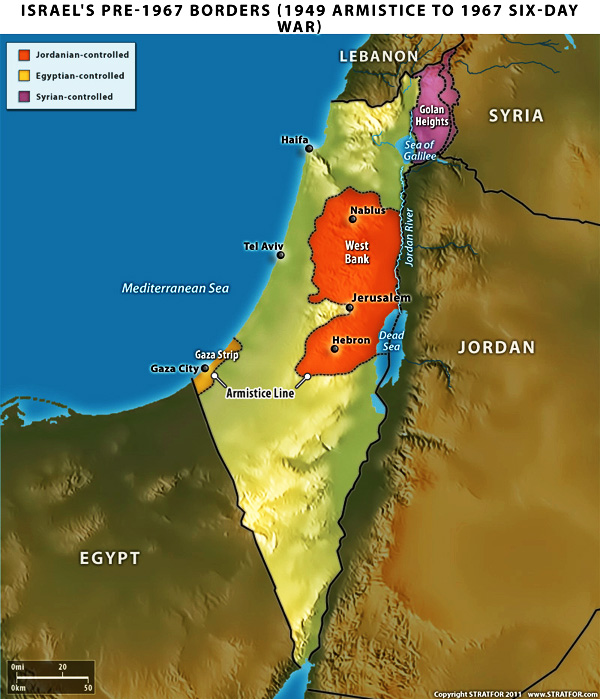 ISRAEL'S PRE-1967 BORDERS (1949 ARMISTICE TO 1967 SIX-DAY
WAR)
Jordanian-controlled
Egyptian-controlled
Syrian-controlled
LEBANON
SYRIA
Golan
Heights
Haifa
Sea of
Galilee
Nablus
Jordan River
West
Bank
Tel Aviv
Mediterranean Sea
Jerusalem
Hebron
Dead
Sea
JORDAN
Gaza Strip
Gaza City
Armistice Line
EGYPT
0mi 20
0km 50
Copyright STRATFOR 2011 www.STRATFOR.com